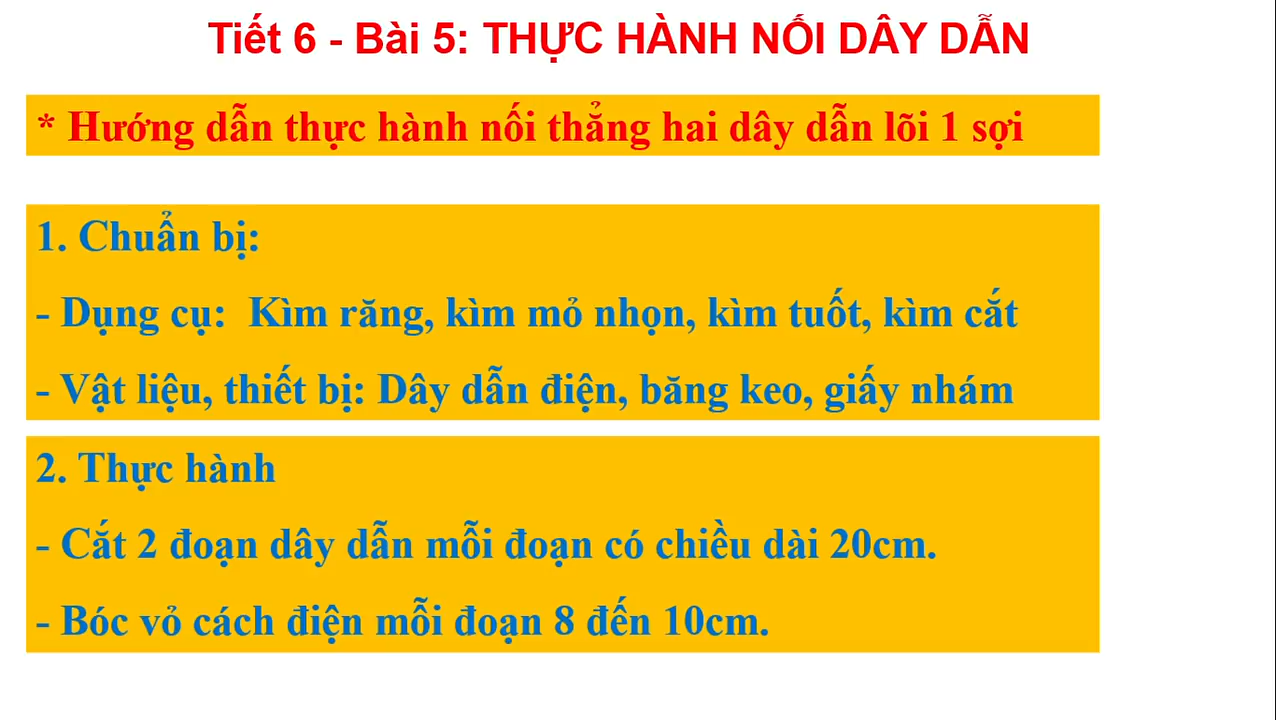 Tiết 6 - Bài 5: THỰC HÀNH NỐI DÂY DẪN
* Hướng dẫn thực hành nối thẳng hai dây dẫn lõi 1 sợi
1. Chuẩn bị:
- Dụng cụ: Kìm răng, kìm mỏ nhọn, kìm tuốt, kìm cắt
- Vật liệu, thiết bị: Dây dẫn điện, băng keo, giấy nhám
2. Thực hành
- Cắt 2 đoạn dây dẫn mỗi đoạn có chiều dài 20cm.
- Bóc vỏ cách điện mỗi đoạn 8 đến 10cm.